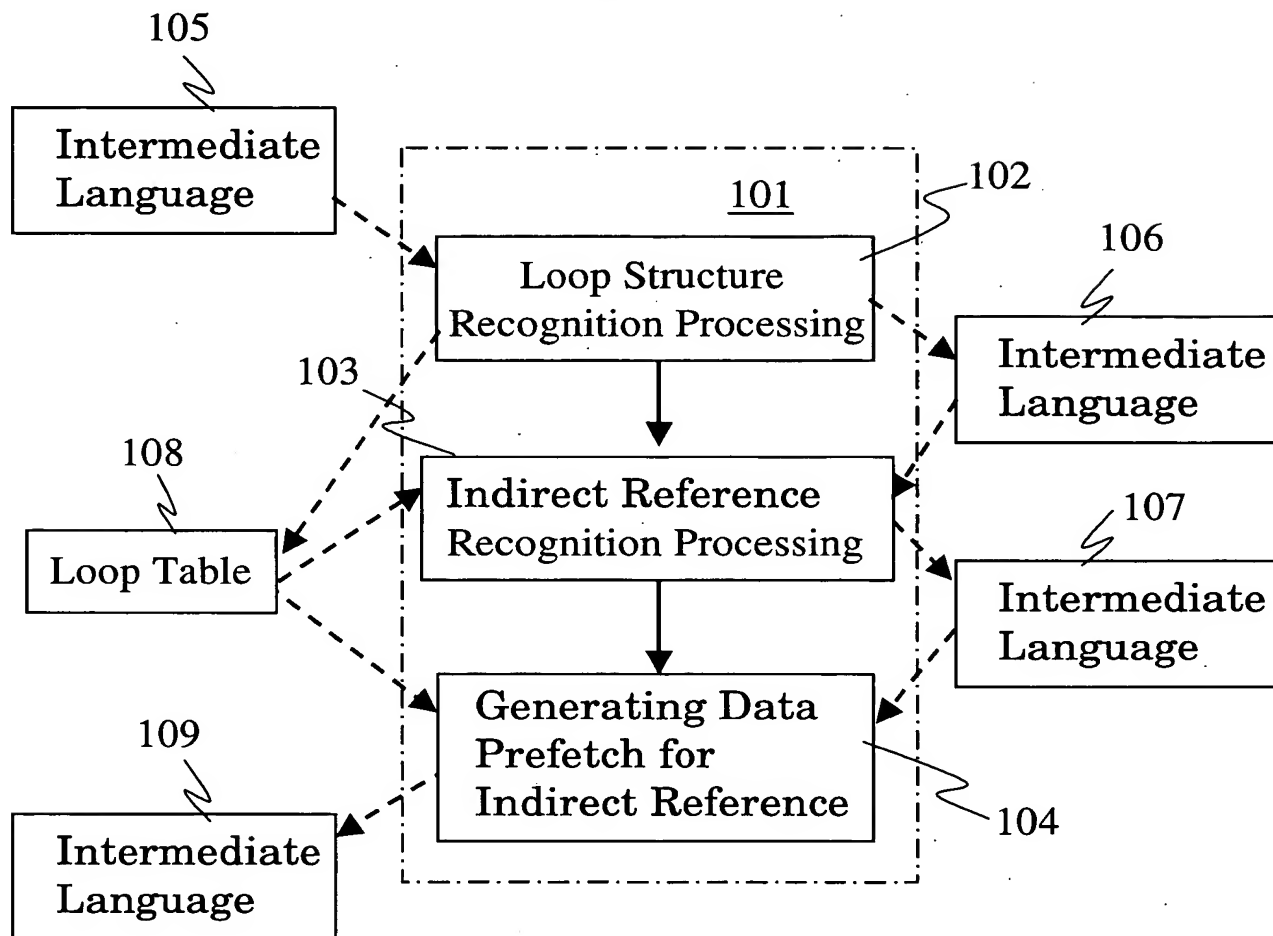 105
Intermediate
Language
101
102
Loop Structure
Recognition Processing
106
Intermediate
Language
103
108
Indirect Reference
Recognition Processing
107
Loop Table
Intermediate
Language
Generating Data
Prefetch for
Indirect Reference
104
109
Intermediate
Language